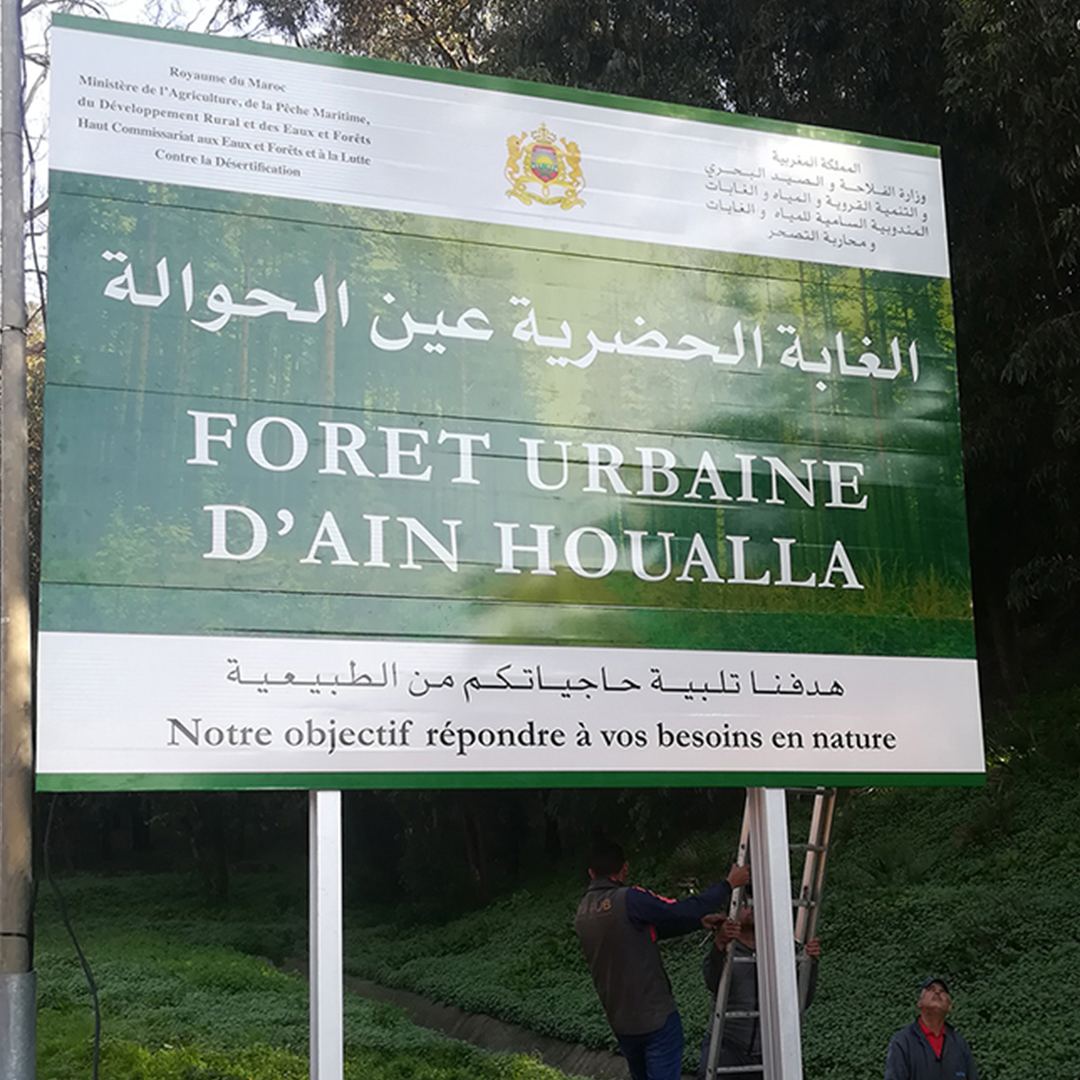 Royaume du Maroc
Ministère de l'Agriculture, de la Pêche Maritime,
du Développement Rural et des Eaux et Forêts
Haut Commissariat aux Eaux et Forêts et à la Lutte
Contre la Désertification
المملكة المغربية
وزارة الفلاحة و الصيد البحري
و التنمية القروية و المياه و الغابات
المندوبية السامية للمياه و الغابات
و محاربة التصحر
الغابة الحضرية عين الحوالة
FORET URBAINE
D'AIN HOUALLA
هدفنا تلبية حاجياتكم من الطبيعية
Notre objectif répondre à vos besoins en nature